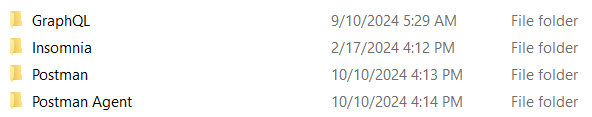 GraphQL 9/10/2024 5:29 AM File folder
Insomnia 2/17/2024 4:12 PM File folder
Postman 10/10/2024 4:13 PM File folder
Postman Agent 10/10/2024 4:14 PM File folder